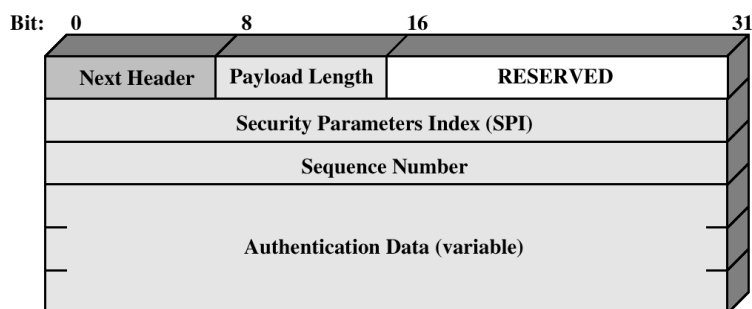 Bit: 0 8 16 31
Next Header Payload Length RESERVED
Security Parameters Index (SPI)
Sequence Number
Authentication Data (variable)